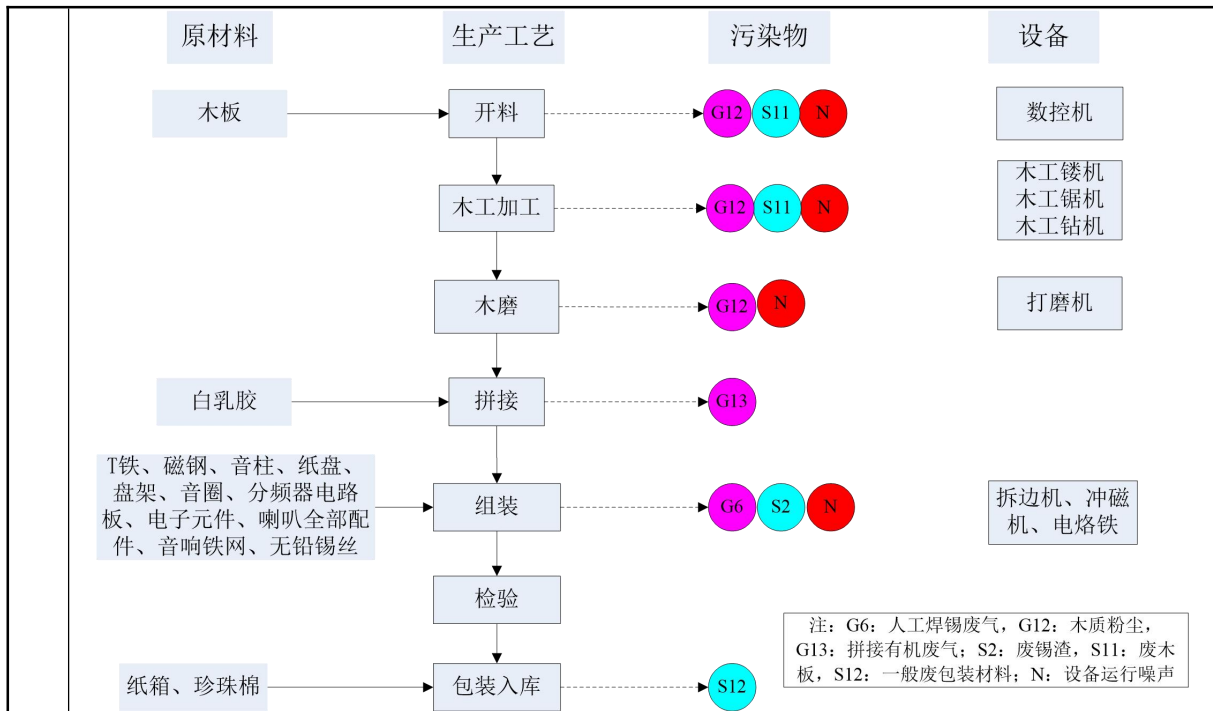 原材料
生产工艺
污染物
设备
木板
开料
G12
S11
N
数控机
木工加工
G12
S11
N
木工镂机
木工锯机
木工钻机
木磨
G12
N
打磨机
白乳胶
拼接
G13
T铁、磁钢、音柱、纸盘、
盘架、音圈、分频器电路
板、电子元件、喇叭全部配
件、音响铁网、无铅锡丝
组装
G6
S2
N
拆边机、冲磁
机、电烙铁
检验
纸箱、珍珠棉
包装入库
S12
注：G6：人工焊锡废气，G12：木质粉尘，
G13：拼接有机废气；S2：废锡渣，S11：废木
板，S12：一般废包装材料；N：设备运行噪声